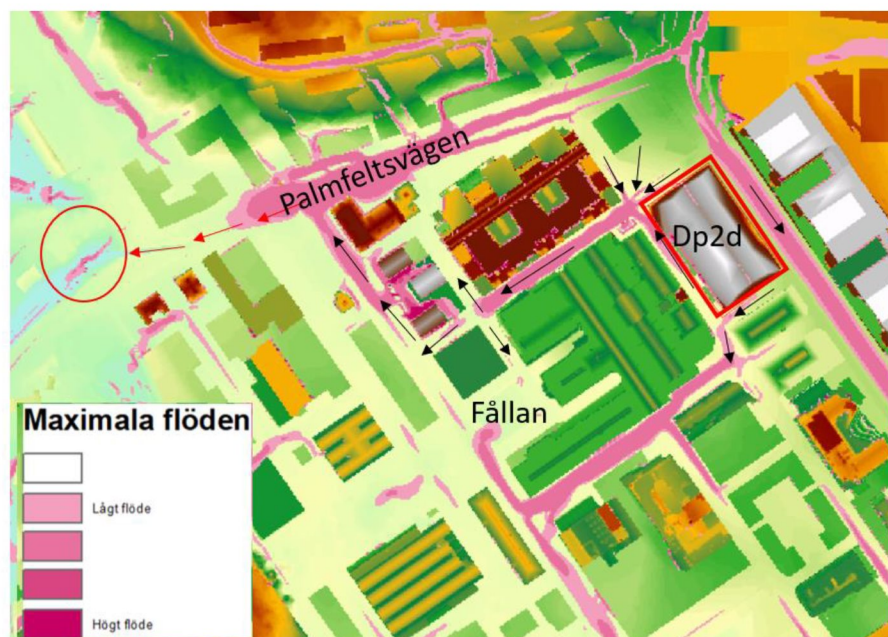 Palmfeltsvägen
Dp2d
Fållan
Maximala flöden
Lågt flöde
Högt flöde